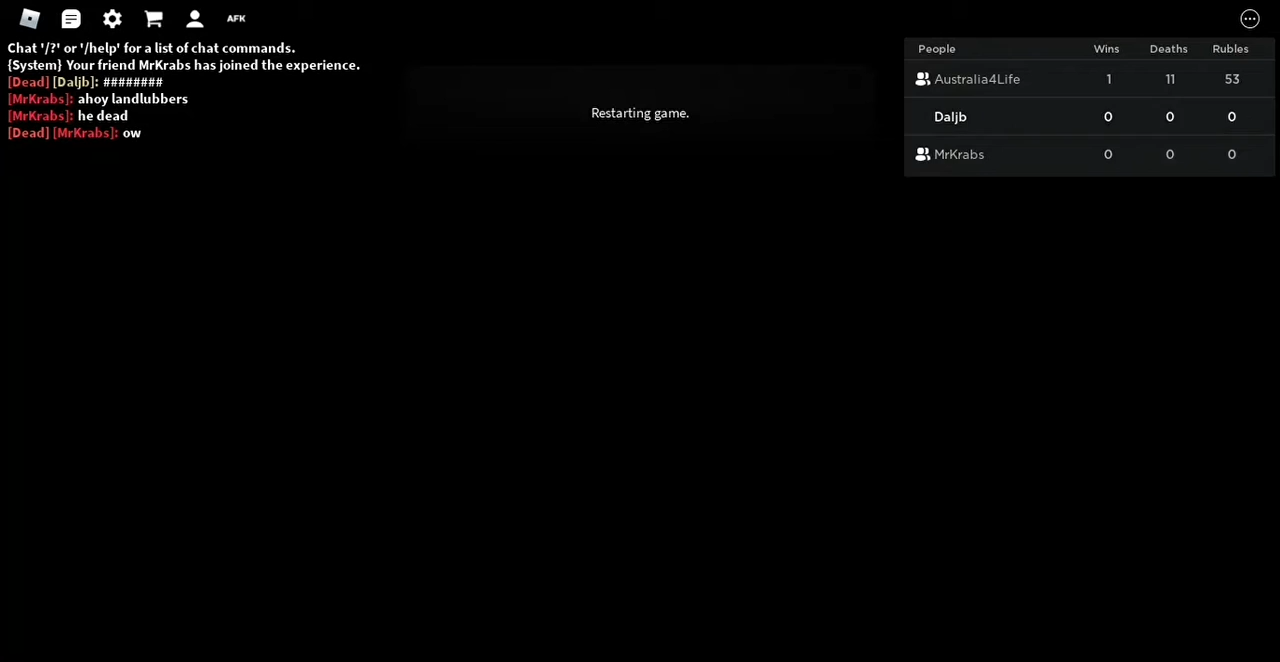 AFK
Chat '/?' or '/help' for a list of chat commands.
{System} Your friend MrKrabs has joined the experience.
[Dead] [Daljb]: ########
[MrKrabs]: ahoy landlubbers
[MrKrabs]: he dead
[Dead] [MrKrabs]: ow
Restarting game.
People Wins Deaths Rubles
Australia4Life 1 11 53
Daljb 0 0 0
MrKrabs 0 0 0